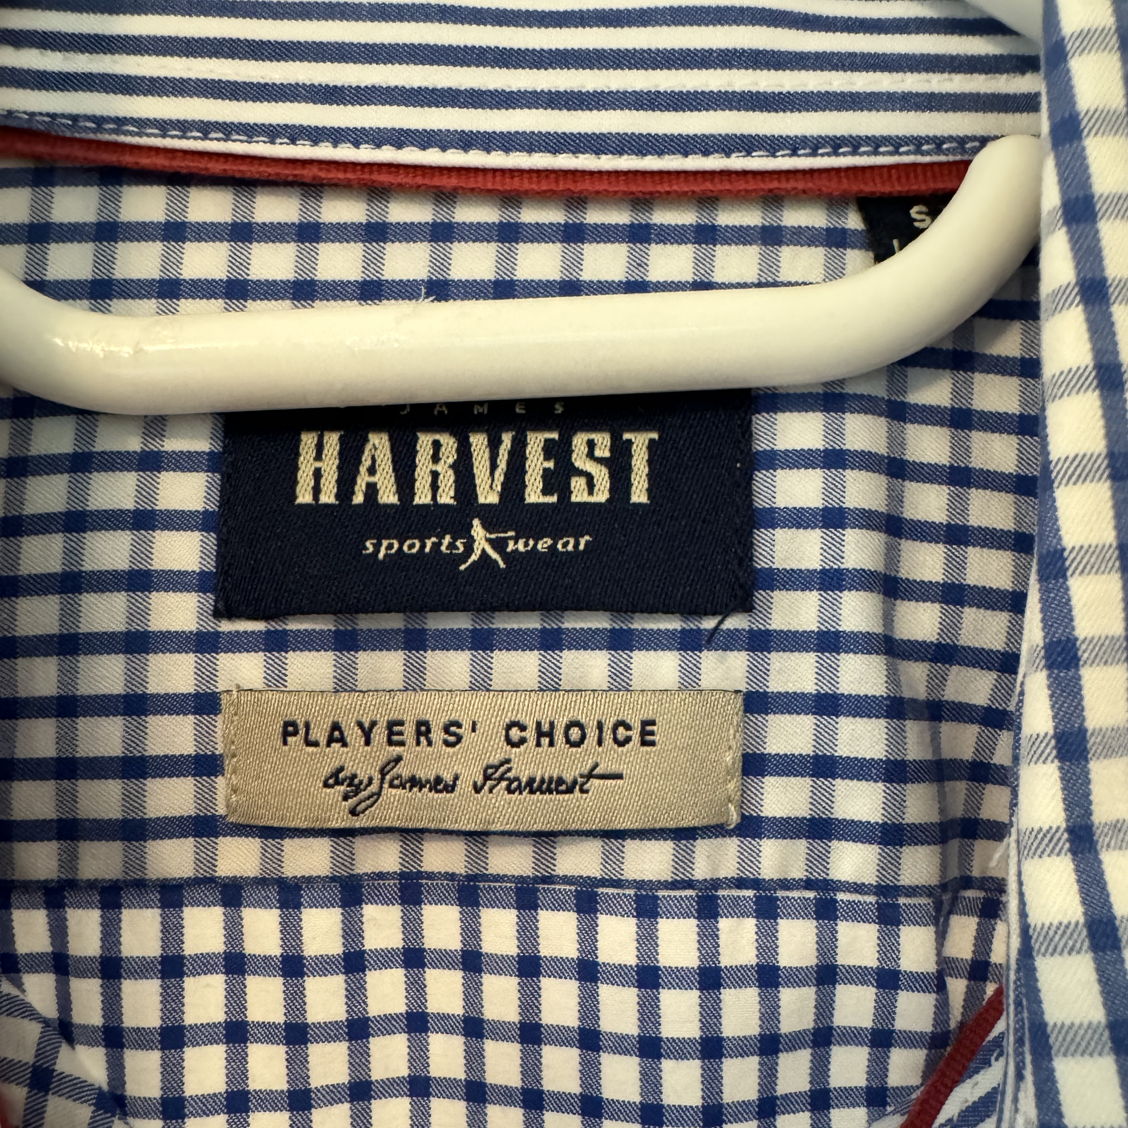 JAMES
HARVEST
sports wear
PLAYERS' CHOICE
by James Harvest